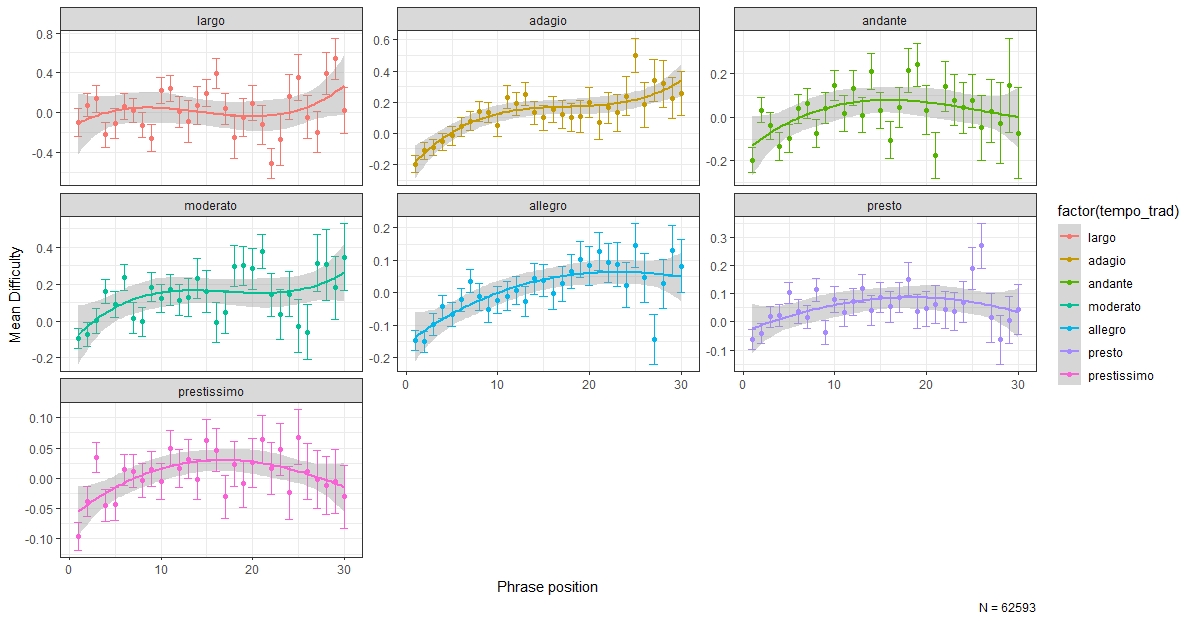 largo
adagio
andante
0.8
0.4
0.0
-0.4
0.6
0.4
0.2
0.0
-0.2
0.2
0.0
-0.2
moderato
allegro
presto
0.4
0.2
0.0
-0.2
0.2
0.1
0.0
-0.1
-0.2
0.3
0.2
0.1
0.0
-0.1
0 10 20 30
0 10 20 30
prestissimo
0.10
0.05
0.00
-0.05
-0.10
0 10 20 30
Mean Difficulty
Phrase position
factor(tempo_trad)
largo
adagio
andante
moderato
allegro
presto
prestissimo
N = 62593